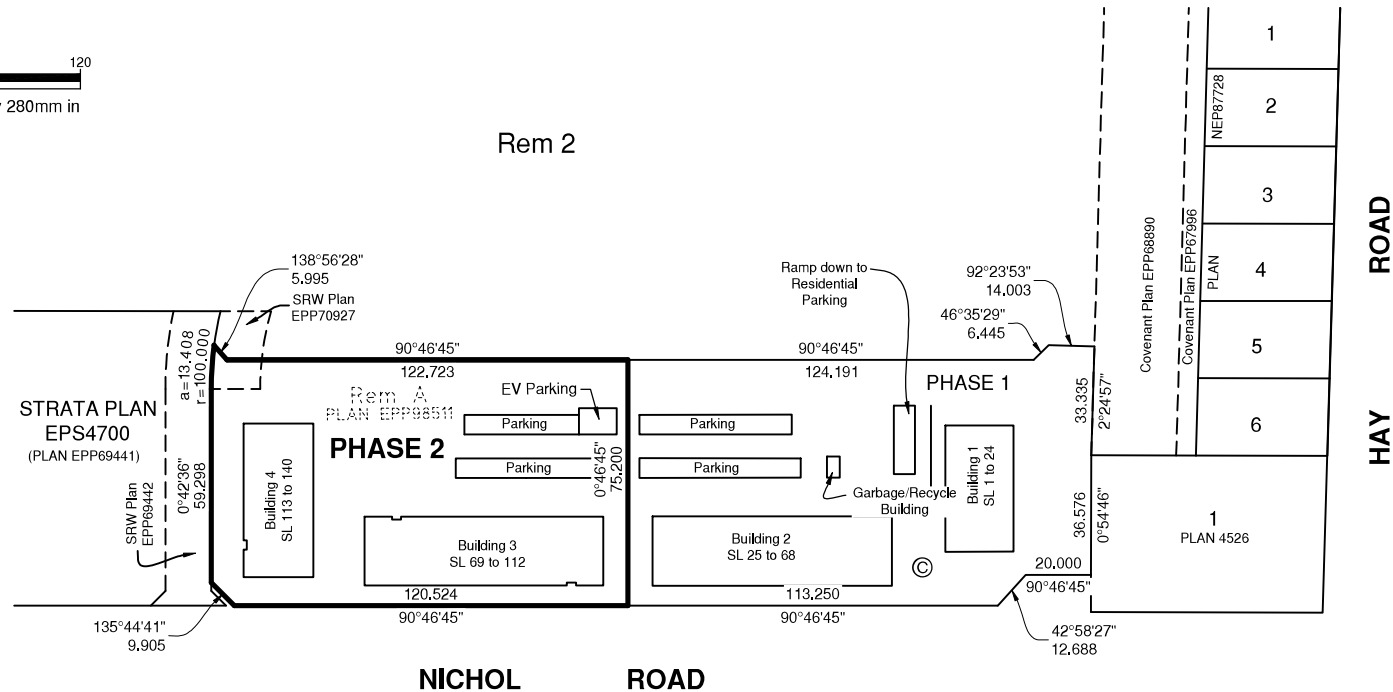 120
280mm in
Rem 2
1
2
3
4
5
6
NEP87728
PLAN
Covenant Plan EPP68890
Covenant Plan EPP67996
HAY ROAD
138°56'28"
5.995
SRW Plan
EPP70927
a=13.408
r=100.000
90°46'45"
122.723
Rem A
PLAN EPP98511
PHASE 2
EV Parking
Parking
Parking
0°46'45"
75.200
STRATA PLAN
EPS4700
(PLAN EPP69441)
SRW Plan
EPP69442
0°42'36"
59.298
Building 4
SL 113 to 140
Building 3
SL 69 to 112
120.524
90°46'45"
135°44'41"
9.905
Ramp down to
Residential
Parking
92°23'53"
14.003
46°35'29"
6.445
90°46'45"
124.191
PHASE 1
Parking
Parking
Garbage/Recycle
Building
Building 1
SL 1 to 24
Building 2
SL 25 to 68
C
33.335
2°24'57"
36.576
0°54'46"
20.000
90°46'45"
113.250
90°46'45"
42°58'27"
12.688
1
PLAN 4526
NICHOL ROAD